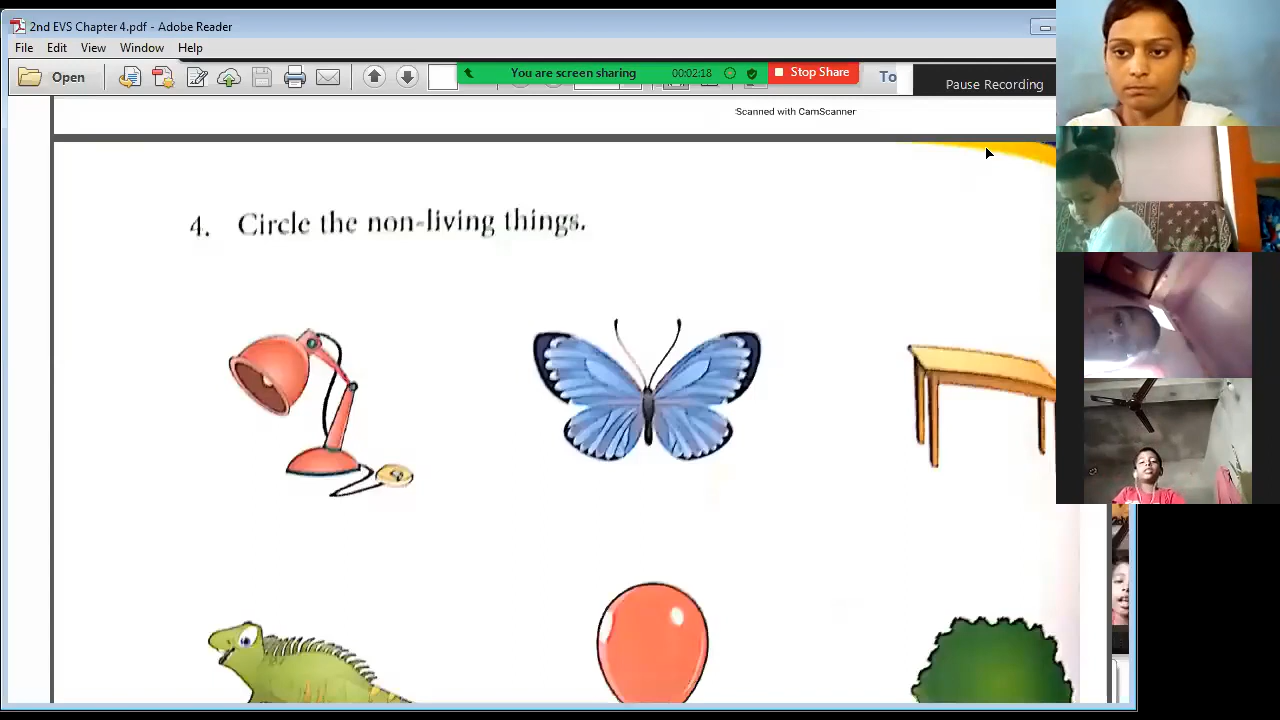 2nd EVS Chapter 4.pdf - Adobe Reader
File Edit View Window Help
Open
You are screen sharing 00:02:18 Stop Share
To
Pause Recording
Scanned with CamScanner
4. Circle the non-living things.